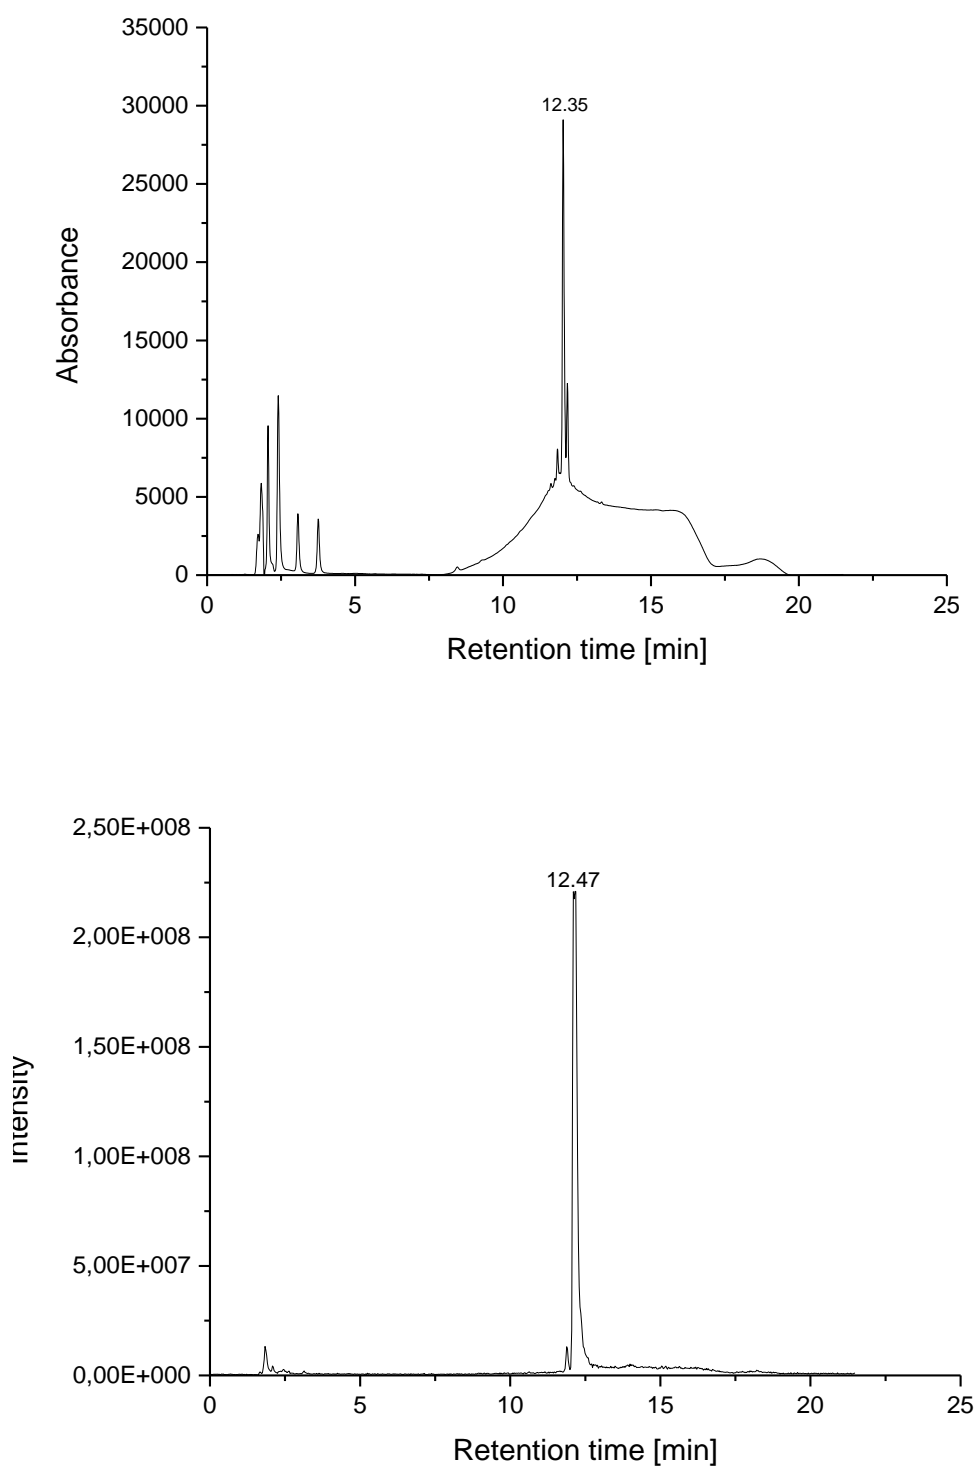 35000
30000
25000
20000
15000
10000
5000
0
Absorbance
12.35
0 5 10 15 20 25
Retention time [min]
2,50E+008
2,00E+008
1,50E+008
1,00E+008
5,00E+007
0,00E+000
Intensity
12.47
0 5 10 15 20 25
Retention time [min]